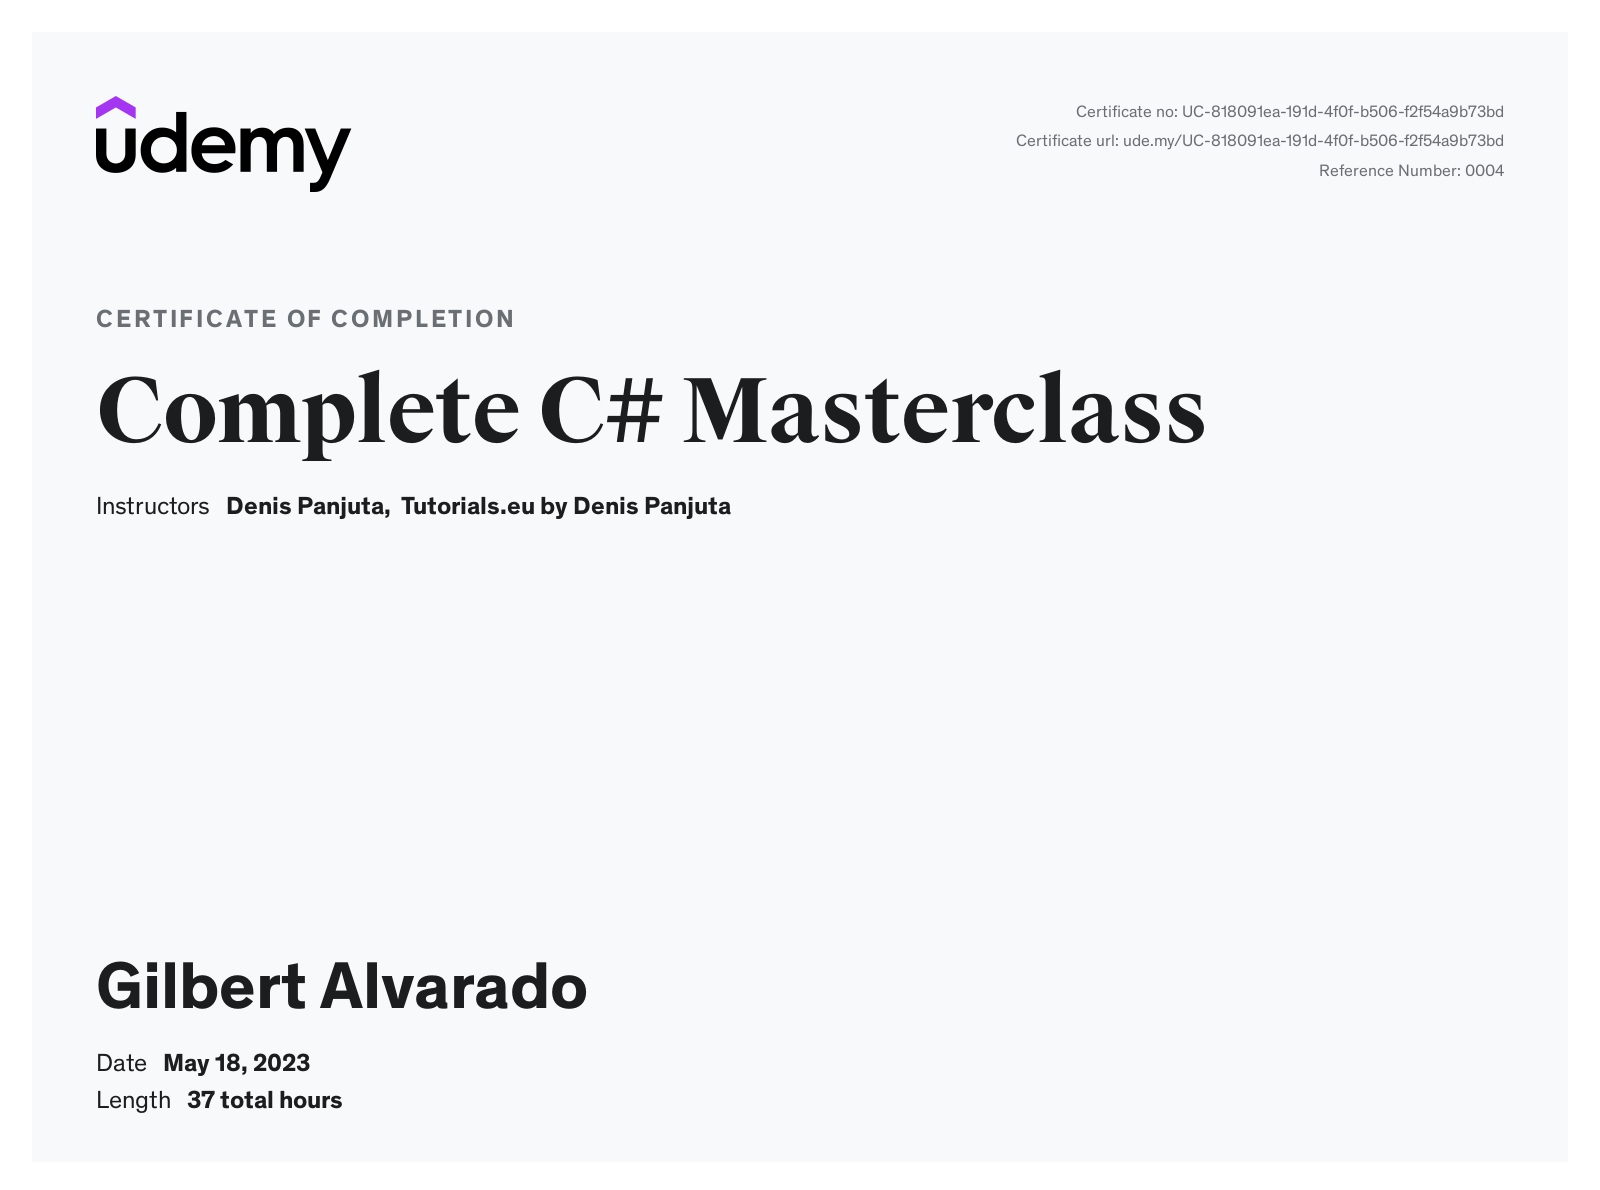 udemy
Certificate no: UC-818091ea-191d-4f0f-b506-f2f54a9b73bd
Certificate url: ude.my/UC-818091ea-191d-4f0f-b506-f2f54a9b73bd
Reference Number: 0004
CERTIFICATE OF COMPLETION
Complete C# Masterclass
Instructors Denis Panjuta, Tutorials.eu by Denis Panjuta
Gilbert Alvarado
Date May 18, 2023
Length 37 total hours